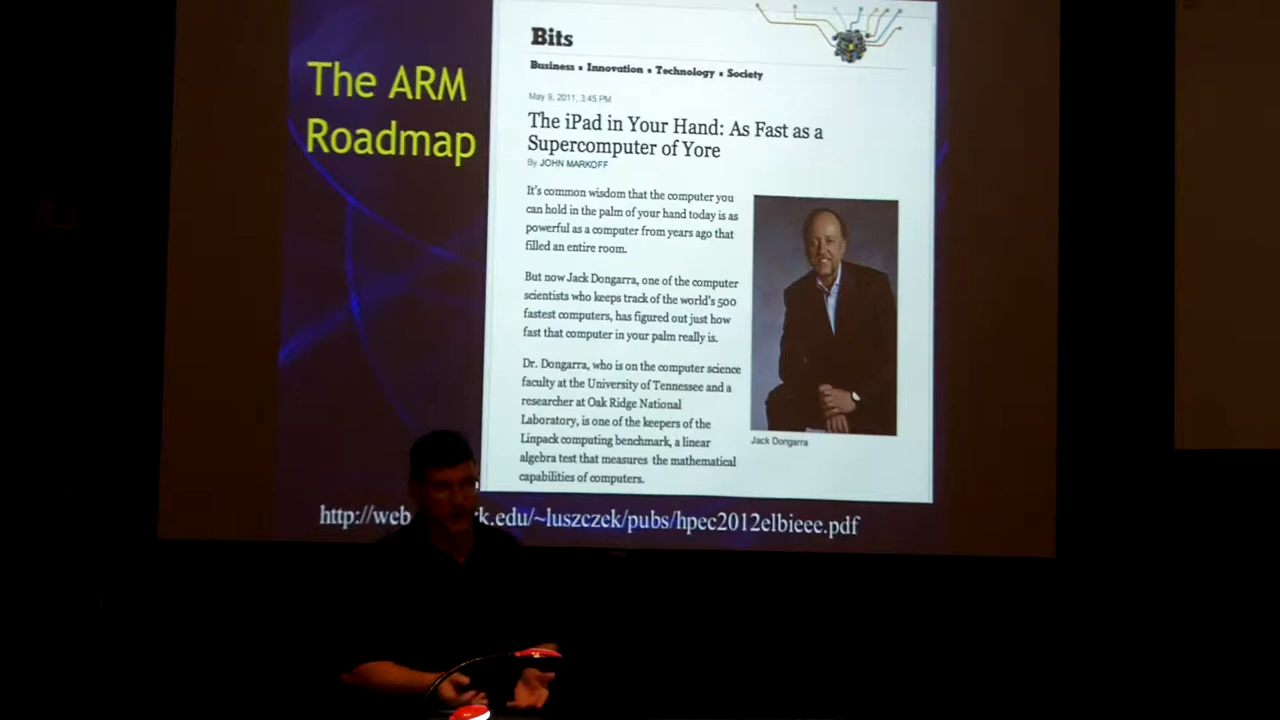 The ARM
Roadmap
Bits
Business • Innovation • Technology • Society
May 9, 2011, 3:45 PM
The iPad in Your Hand: As Fast as a
Supercomputer of Yore
By JOHN MARKOFF
It's common wisdom that the computer you
can hold in the palm of your hand today is as
powerful as a computer from years ago that
filled an entire room.
But now Jack Dongarra, one of the computer
scientists who keeps track of the world's 500
fastest computers, has figured out just how
fast that computer in your palm really is.
Dr. Dongarra, who is on the computer science
faculty at the University of Tennessee and a
researcher at Oak Ridge National
Laboratory, is one of the keepers of the
Linpack computing benchmark, a linear
algebra test that measures the mathematical
capabilities of computers.
Jack Dongarra
http://web k.edu/~luszczek/pubs/hpec2012elbieee.pdf